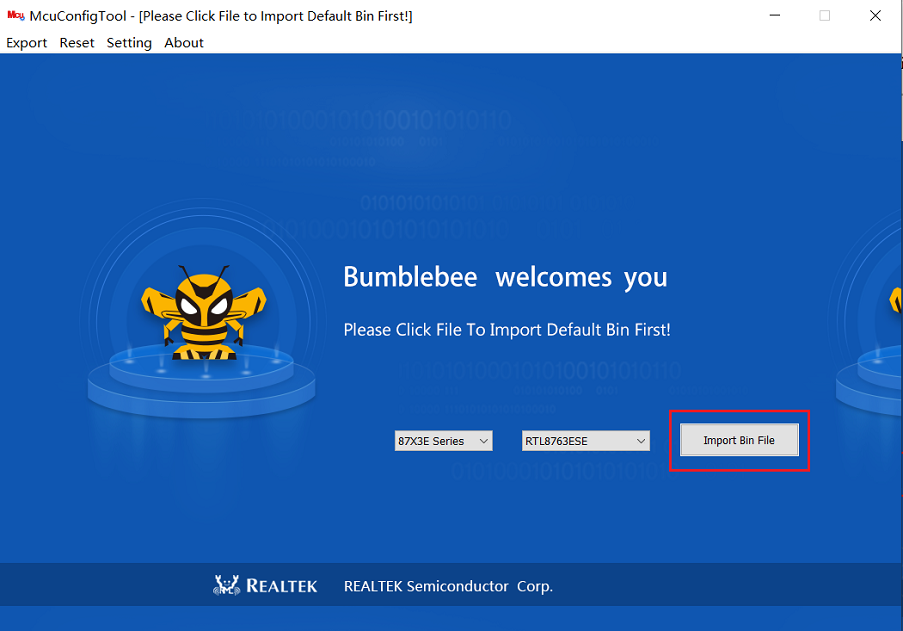 Mcu McuConfigTool - [Please Click File to Import Default Bin First!]
Export Reset Setting About
Bumblebee welcomes you
Please Click File To Import Default Bin First!
87X3E Series RTL8763ESE Import Bin File
REALTEK REALTEK Semiconductor Corp.